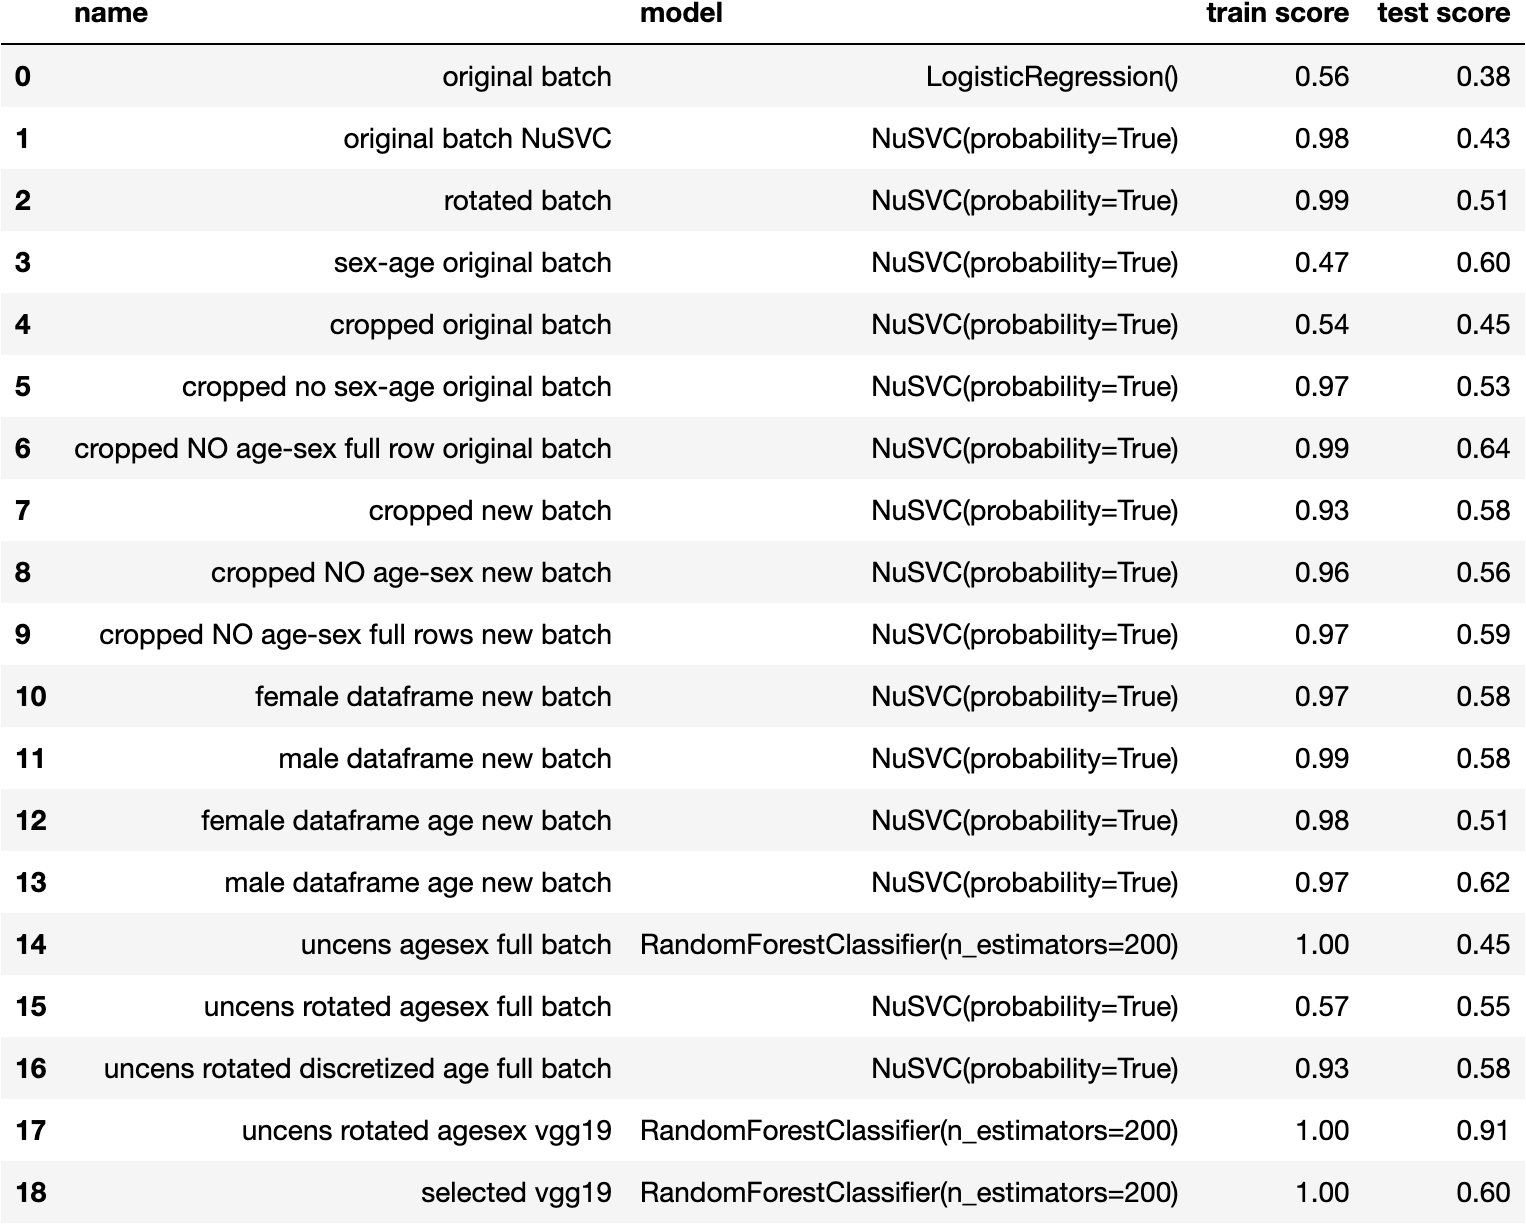 name model train score test score
0 original batch LogisticRegression() 0.56 0.38
1 original batch NuSVC NuSVC(probability=True) 0.98 0.43
2 rotated batch NuSVC(probability=True) 0.99 0.51
3 sex-age original batch NuSVC(probability=True) 0.47 0.60
4 cropped original batch NuSVC(probability=True) 0.54 0.45
5 cropped no sex-age original batch NuSVC(probability=True) 0.97 0.53
6 cropped NO age-sex full row original batch NuSVC(probability=True) 0.99 0.64
7 cropped new batch NuSVC(probability=True) 0.93 0.58
8 cropped NO age-sex new batch NuSVC(probability=True) 0.96 0.56
9 cropped NO age-sex full rows new batch NuSVC(probability=True) 0.97 0.59
10 female dataframe new batch NuSVC(probability=True) 0.97 0.58
11 male dataframe new batch NuSVC(probability=True) 0.99 0.58
12 female dataframe age new batch NuSVC(probability=True) 0.98 0.51
13 male dataframe age new batch NuSVC(probability=True) 0.97 0.62
14 uncens agesex full batch RandomForestClassifier(n_estimators=200) 1.00 0.45
15 uncens rotated agesex full batch NuSVC(probability=True) 0.57 0.55
16 uncens rotated discretized age full batch NuSVC(probability=True) 0.93 0.58
17 uncens rotated agesex vgg19 RandomForestClassifier(n_estimators=200) 1.00 0.91
18 selected vgg19 RandomForestClassifier(n_estimators=200) 1.00 0.60